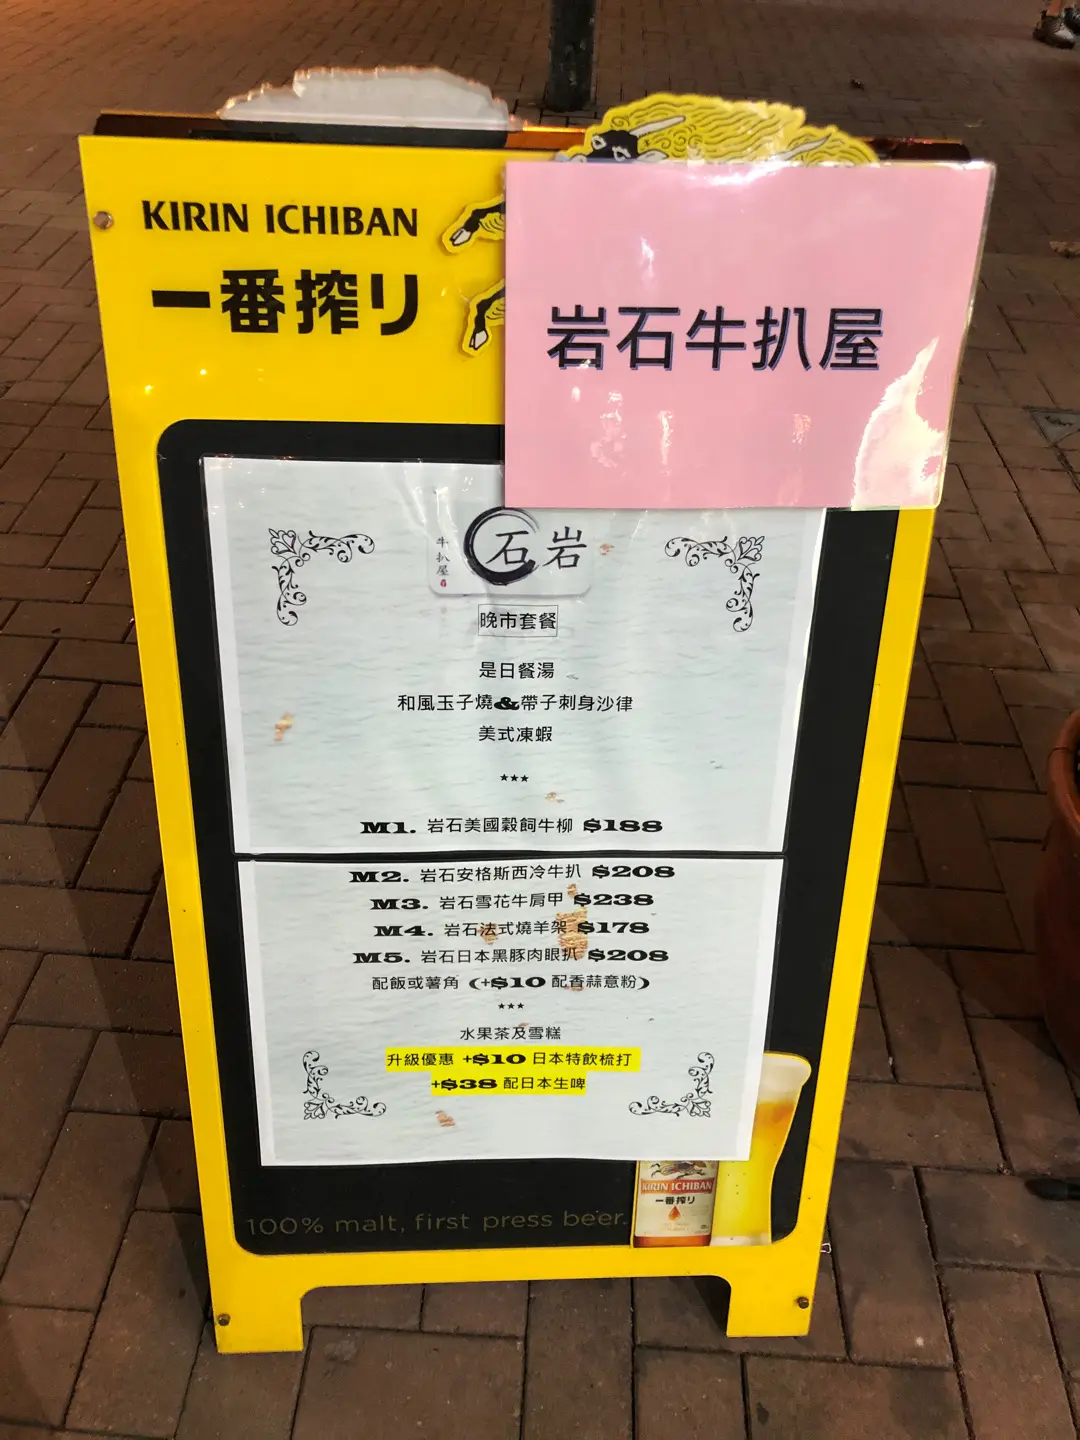 KIRIN ICHIBAN
一番搾り
岩石牛扒屋
石岩
牛扒屋
晚市套餐
是日餐湯
和風玉子燒&帶子刺身沙律
美式凍蝦
***
M1. 岩石美國穀飼牛柳 $188
M2. 岩石安格斯西冷牛扒 $208
M3. 岩石雪花牛肩甲 $238
M4. 岩石法式燒羊架 $178
M5. 岩石日本黑豚肉眼扒 $208
配飯或薯角 (+$10 配香蒜意粉)
***
水果茶及雪糕
升級優惠 +$10 日本特飲梳打
+$38 配日本生啤
KIRIN ICHIBAN
一番搾り
100% malt, first press beer.